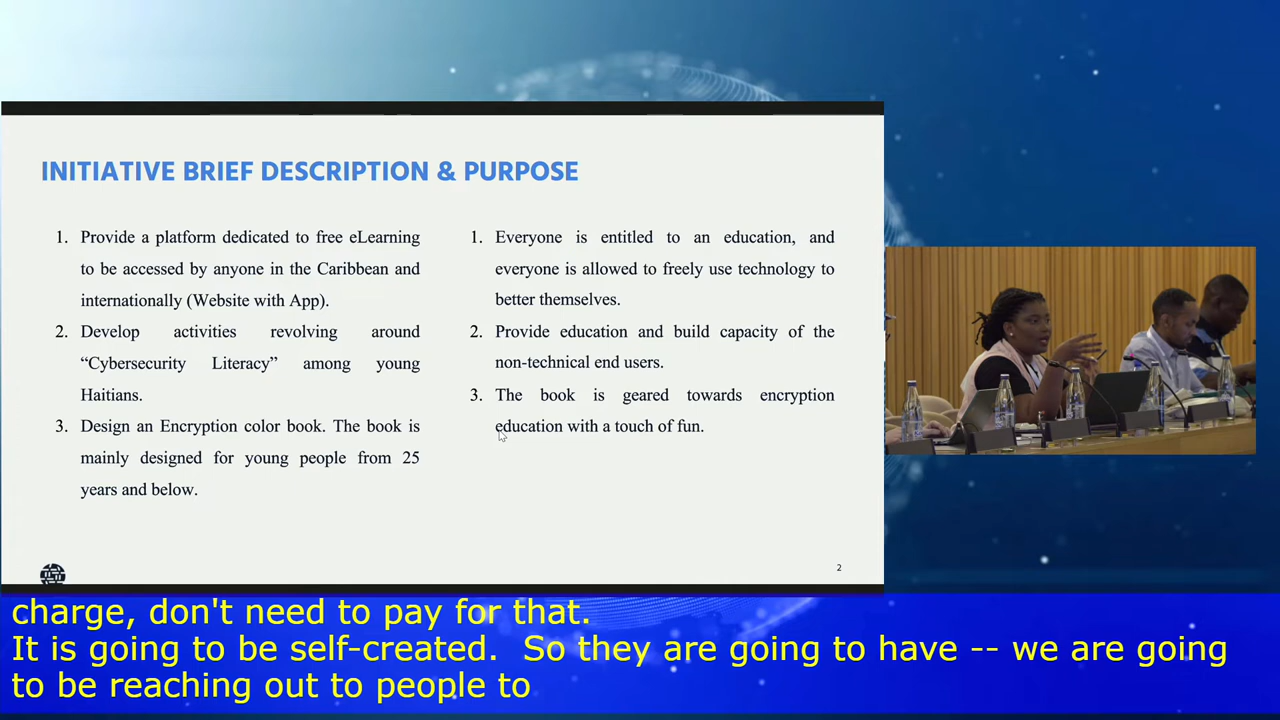 INITIATIVE BRIEF DESCRIPTION & PURPOSE
1. Provide a platform dedicated to free eLearning
to be accessed by anyone in the Caribbean and
internationally (Website with App).
2. Develop activities revolving around
“Cybersecurity Literacy” among young
Haitians.
3. Design an Encryption color book. The book is
mainly designed for young people from 25
years and below.
1. Everyone is entitled to an education, and
everyone is allowed to freely use technology to
better themselves.
2. Provide education and build capacity of the
non-technical end users.
3. The book is geared towards encryption
education with a touch of fun.
2
charge, don't need to pay for that.
It is going to be self-created.  So they are going to have -- we are going
to be reaching out to people to